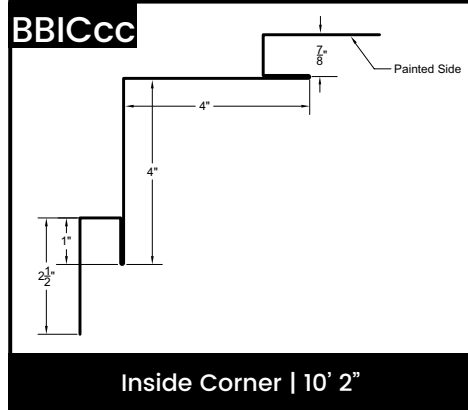 BBICcc
7/8"
Painted Side
4"
4"
1"
2 1/2"
Inside Corner | 10’ 2”